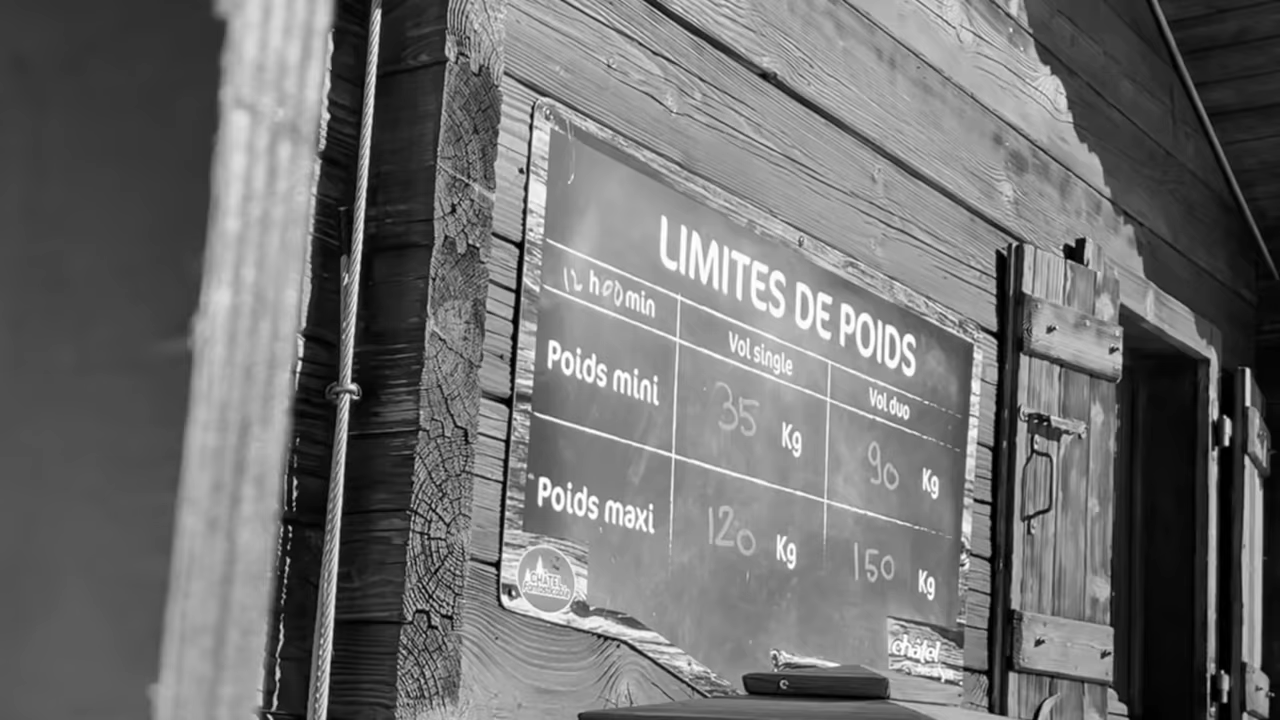 LIMITES DE POIDS
12 h 00 min
Vol single
Vol duo
Poids mini
35 Kg
90 Kg
Poids maxi
120 Kg
150 Kg
CHÂTEL
châtel